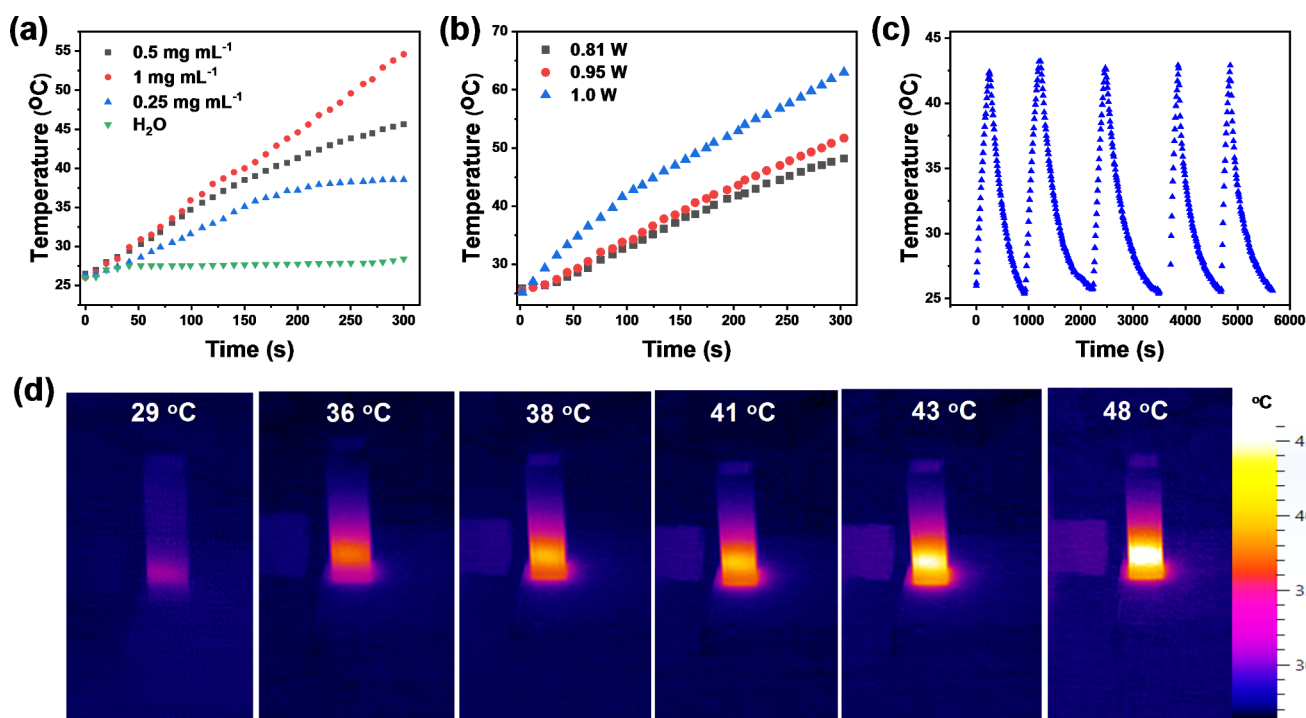 (a)
0.5 mg mL⁻¹
1 mg mL⁻¹
0.25 mg mL⁻¹
H₂O
Temperature (°C)
55
50
45
40
35
30
25
0 50 100 150 200 250 300
Time (s)
(b)
0.81 W
0.95 W
1.0 W
Temperature (°C)
70
60
50
40
30
0 50 100 150 200 250 300
Time (s)
(c)
Temperature (°C)
45
40
35
30
25
0 1000 2000 3000 4000 5000 6000
Time (s)
(d)
29 °C
36 °C
38 °C
41 °C
43 °C
48 °C
°C